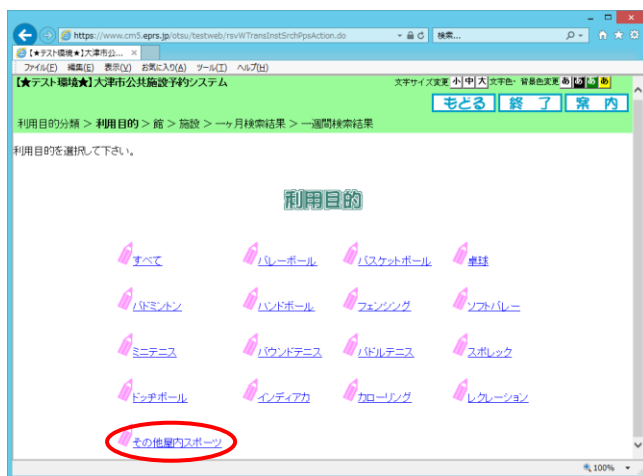 https://www.cm5.eprs.jp/otsu/testweb/rsvWTransInstSrchPpsAction.do 検索...
【★テスト環境★】大津市公共... ×
ファイル(F) 編集(E) 表示(V) お気に入り(A) ツール(T) ヘルプ(H)
【★テスト環境★】大津市公共施設予約システム 文字サイズ変更 小 中 大 文字色・背景色変更 あ あ あ あ
もどる 終了 案内
利用目的分類 > 利用目的 > 館 > 施設 > 一ヶ月検索結果 > 一週間検索結果
利用目的を選択して下さい。
利用目的
すべて バレーボール バスケットボール 卓球
バドミントン ハンドボール フェンシング ソフトバレー
ミニテニス バウンドテニス パドルテニス スポレック
ドッヂボール インディアカ カローリング レクレーション
その他屋内スポーツ
100%